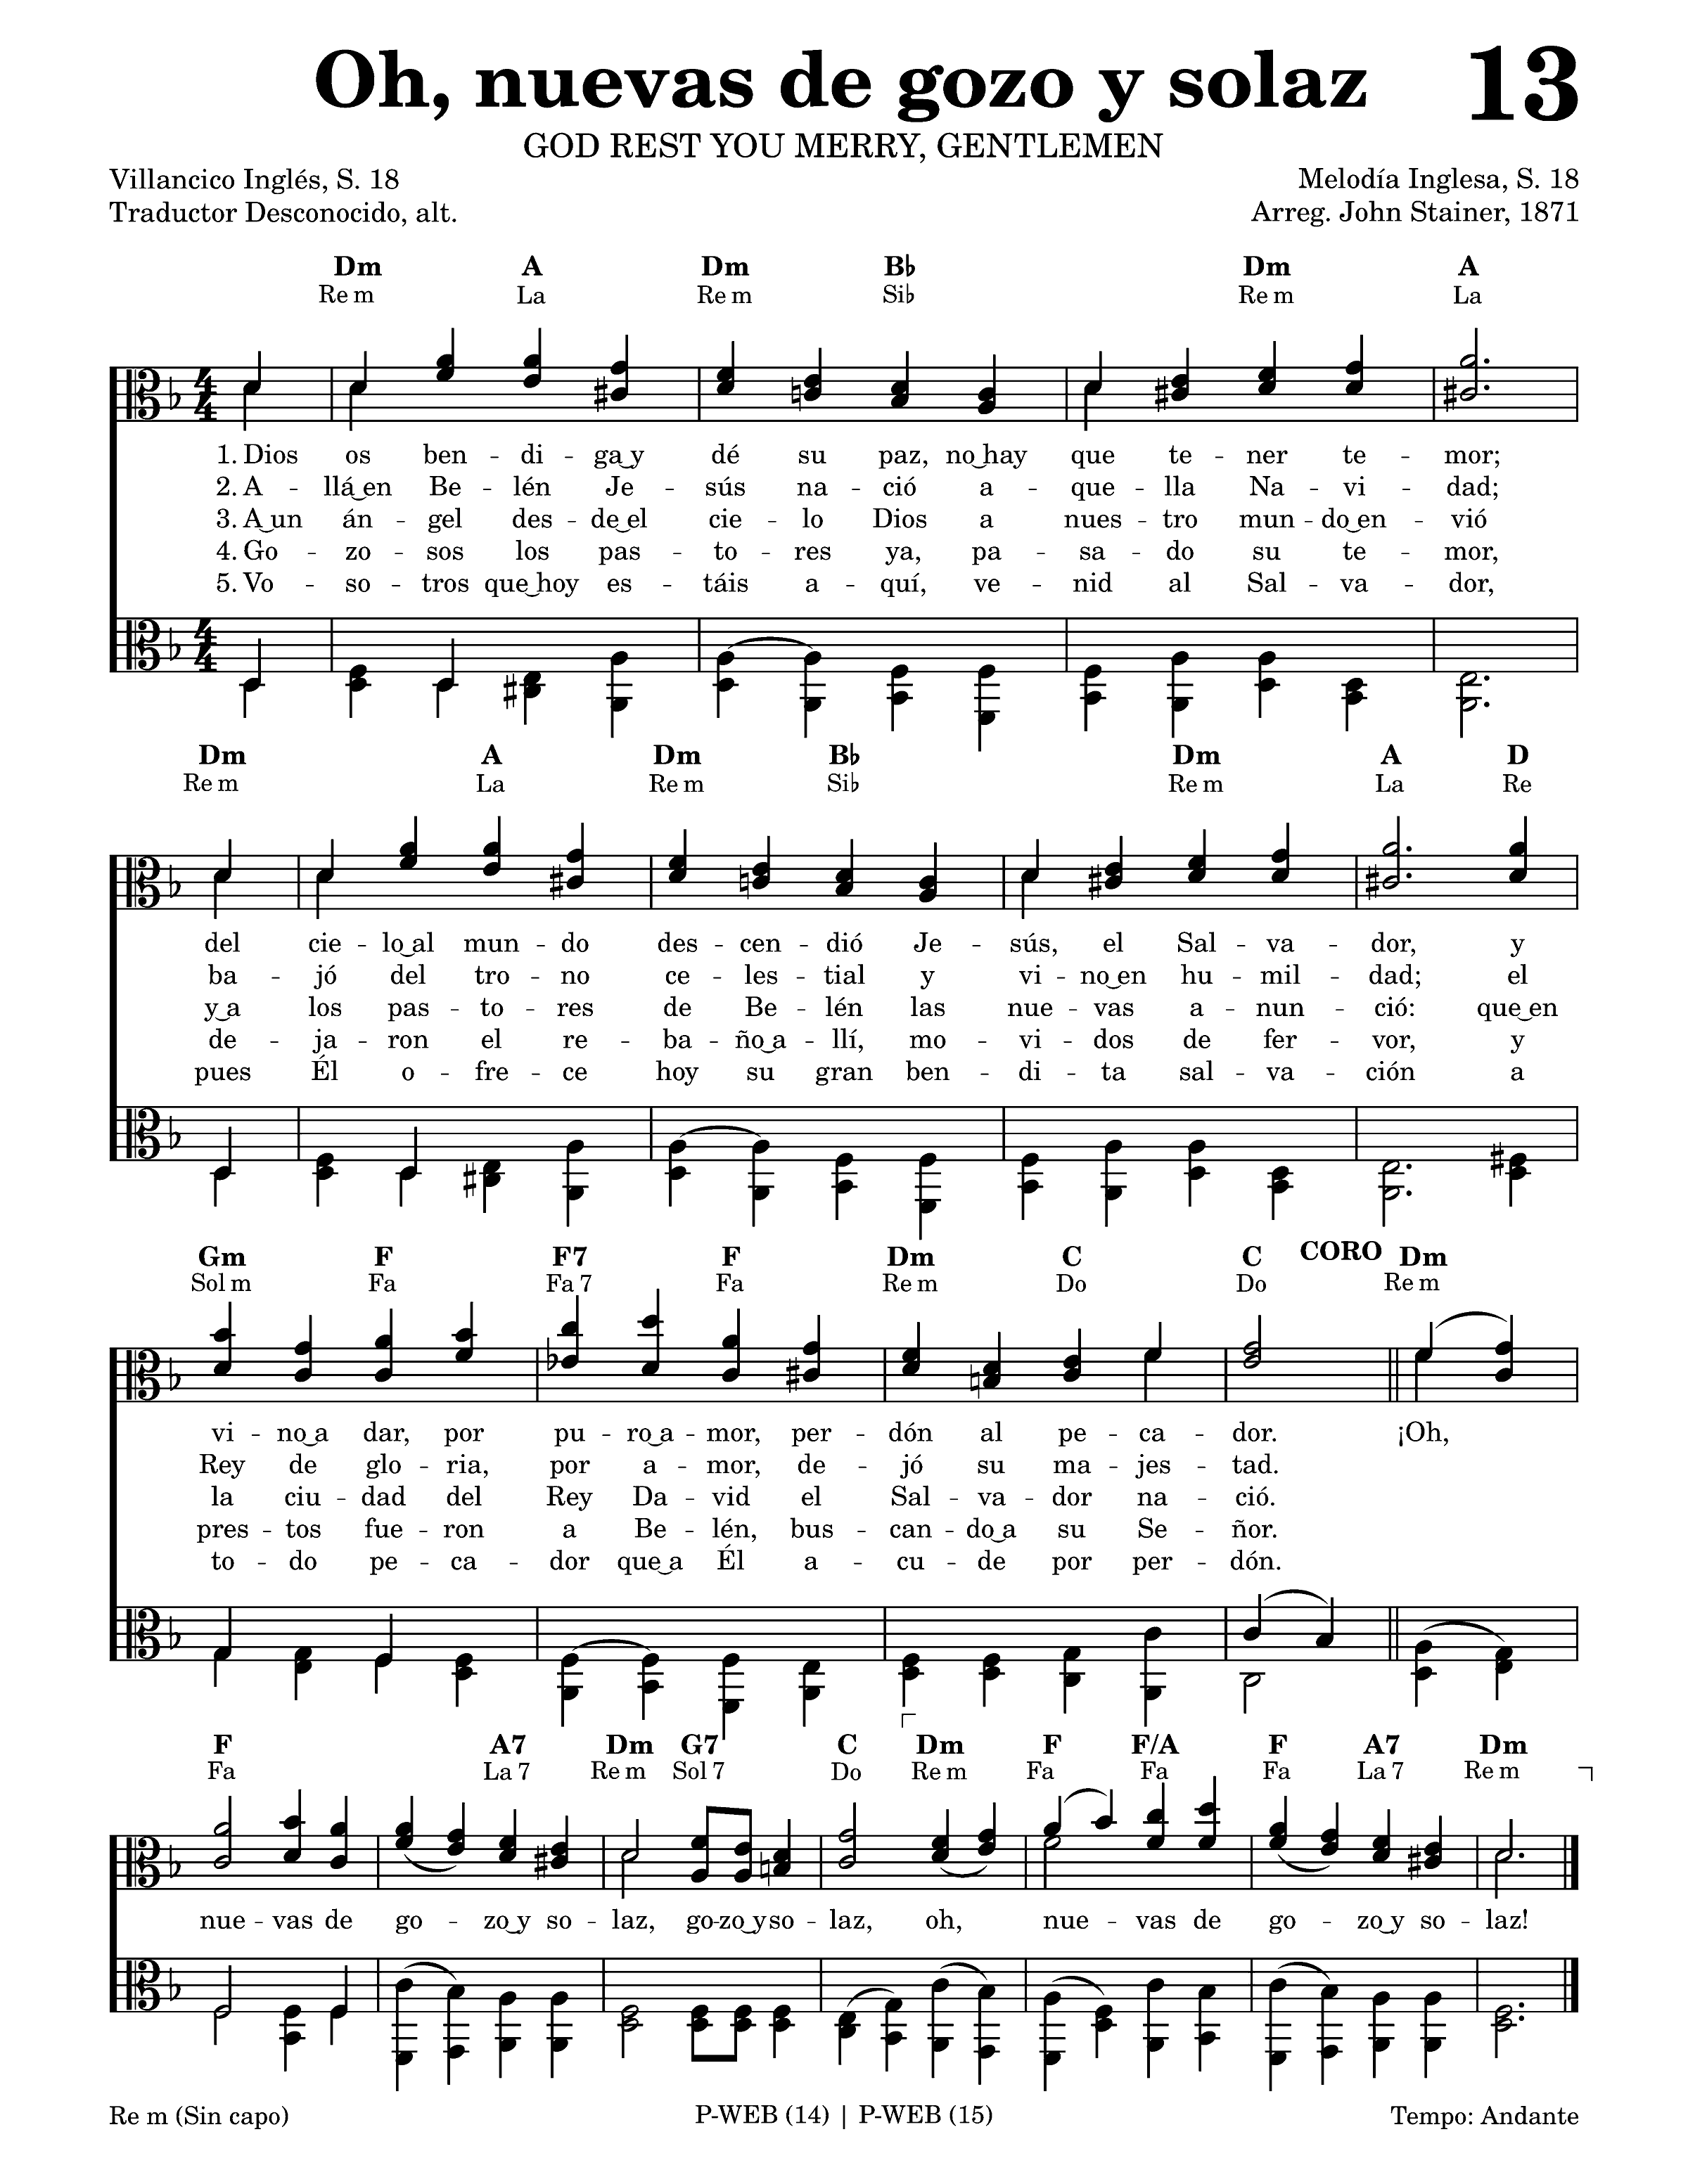 Oh, nuevas de gozo y solaz 13
GOD REST YOU MERRY, GENTLEMEN
Villancico Inglés, S. 18 Melodía Inglesa, S. 18
Traductor Desconocido, alt. Arreg. John Stainer, 1871
Dm A Dm B♭ Dm A
Re m La Re m Si♭ Re m La
1. Dios os ben - di - ga‿y dé su paz, no‿hay que te - ner te - mor;
2. A - llá‿en Be - lén Je - sús na - ció a - que - lla Na - vi - dad;
3. A‿un án - gel des - de‿el cie - lo Dios a nues - tro mun - do‿en - vió
4. Go - zo - sos los pas - to - res ya, pa - sa - do su te - mor,
5. Vo - so - tros que‿hoy es - táis a - quí, ve - nid al Sal - va - dor,
Dm A Dm B♭ Dm A D
Re m La Re m Si♭ Re m La Re
del cie - lo‿al mun - do des - cen - dió Je - sús, el Sal - va - dor, y
ba - jó del tro - no ce - les - tial y vi - no‿en hu - mil - dad; el
y‿a los pas - to - res de Be - lén las nue - vas a - nun - ció: que‿en
de - ja - ron el re - ba - ño‿a - llí, mo - vi - dos de fer - vor, y
pues Él o - fre - ce hoy su gran ben - di - ta sal - va - ción a
Gm F F7 F Dm C C CORO Dm
Sol m Fa Fa 7 Fa Re m Do Do Re m
vi - no‿a dar, por pu - ro‿a - mor, per - dón al pe - ca - dor. ¡Oh,
Rey de glo - ria, por a - mor, de - jó su ma - jes - tad.
la ciu - dad del Rey Da - vid el Sal - va - dor na - ció.
pres - tos fue - ron a Be - lén, bus - can - do‿a su Se - ñor.
to - do pe - ca - dor que‿a Él a - cu - de por per - dón.
F A7 Dm G7 C Dm F F/A F A7 Dm
Fa La 7 Re m Sol 7 Do Re m Fa Fa Fa La 7 Re m
nue - vas de go - zo‿y so - laz, go - zo‿y so - laz, oh, nue - vas de go - zo‿y so - laz!
Re m (Sin capo) P-WEB (14) | P-WEB (15) Tempo: Andante